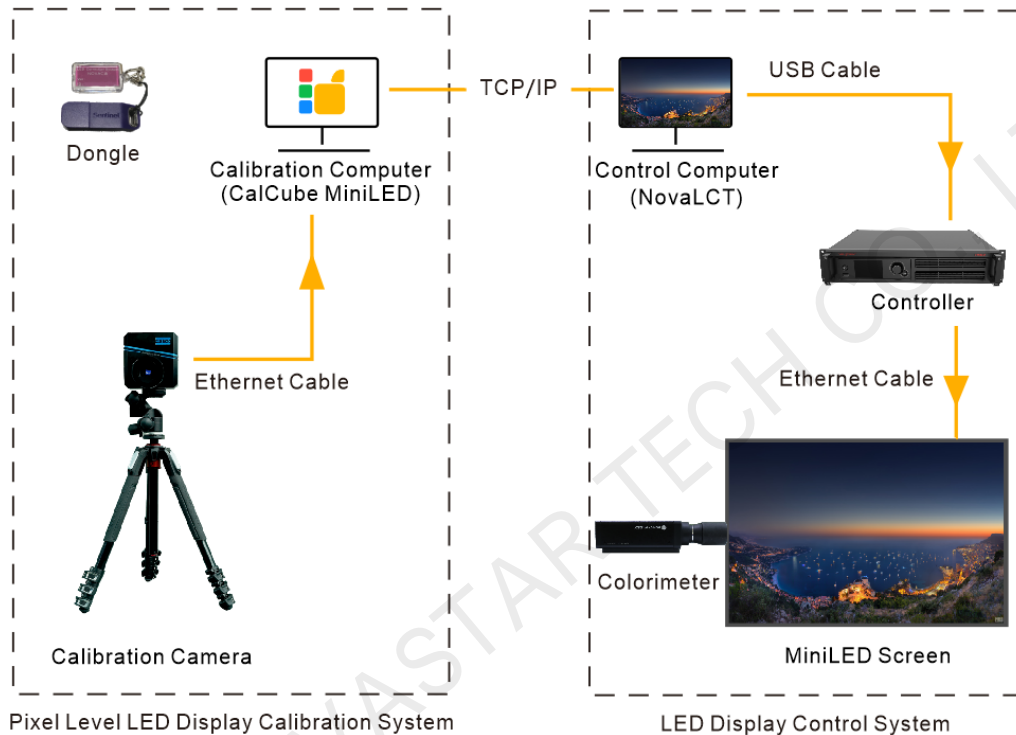 TCP/IP
USB Cable
Dongle
Calibration Computer
(CalCube MiniLED)
Control Computer
(NovaLCT)
Controller
Ethernet Cable
Ethernet Cable
Colorimeter
Calibration Camera
MiniLED Screen
Pixel Level LED Display Calibration System
LED Display Control System